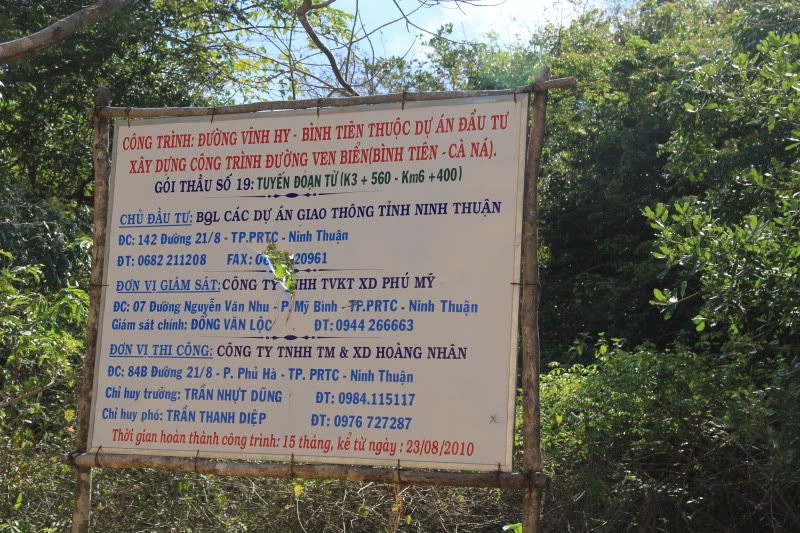 CÔNG TRÌNH: ĐƯỜNG VĨNH HY - BÌNH TIÊN THUỘC DỰ ÁN ĐẦU TƯ
XÂY DỰNG CÔNG TRÌNH ĐƯỜNG VEN BIỂN(BÌNH TIÊN - CÀ NÁ).
GÓI THẦU SỐ 19: TUYẾN ĐOẠN TỪ (K3 + 560 - Km6 +400)
CHỦ ĐẦU TƯ: BQL CÁC DỰ ÁN GIAO THÔNG TỈNH NINH THUẬN
ĐC: 142 Đường 21/8 - TP.PRTC - Ninh Thuận
ĐT: 0682 211208 FAX:
ĐƠN VỊ GIÁM SÁT: CÔNG TY TVKT XD PHÚ MỸ
ĐC: 07 Đường Nguyễn Văn Nhu - P. Mỹ Bình - TP.PRTC - Ninh Thuận
Giám sát chính: ĐỒNG VĂN LỘC ĐT: 0944 266663
ĐƠN VỊ THI CÔNG: CÔNG TY TNHH TM & XD HOÀNG NHÂN
ĐC: 84B Đường 21/8 - P. Phủ Hà - TP. PRTC - Ninh Thuận
Chỉ huy trưởng: TRẦN NHỰT DŨNG ĐT: 0984.115117
Chỉ huy phó: TRẦN THANH DIỆP ĐT: 0976 727287
Thời gian hoàn thành công trình: 15 tháng, kể từ ngày : 23/08/2010